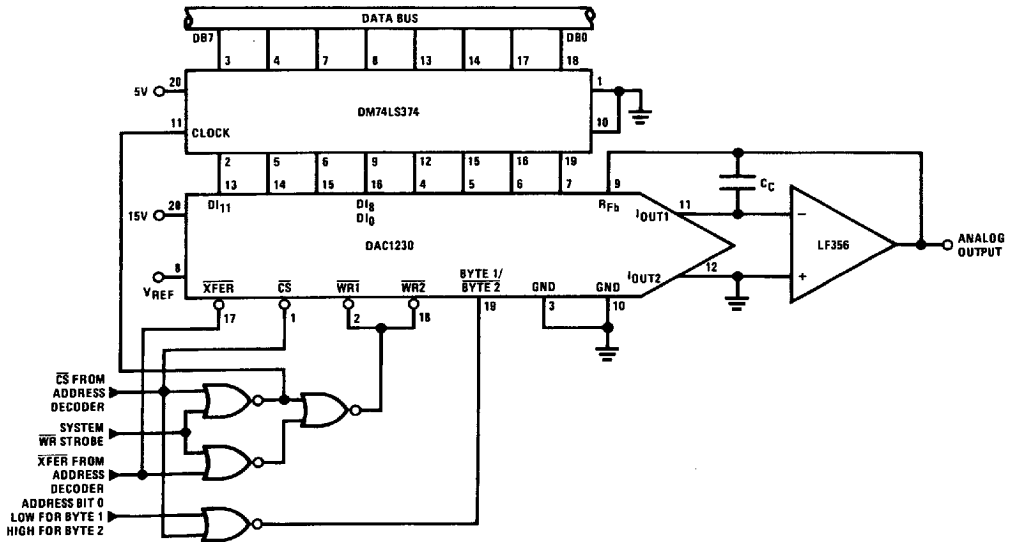 DATA BUS
DB7 DB0
3 4 7 8 13 14 17 18
5V 20 1
DM74LS374
11 CLOCK 10
2 5 6 9 12 15 16 19
13 14 15 16 4 5 6 7 9
DI11 DI8 RFb IOUT1 11
DI0
15V 20
CC
DAC1230
LF356
ANALOG
OUTPUT
− +
VREF 8
IOUT2 12
XFER CS WR1 WR2 BYTE 1/
BYTE 2 GND GND
17 1 2 18 19 3 10
CS FROM
ADDRESS
DECODER
SYSTEM
WR STROBE
XFER FROM
ADDRESS
DECODER
ADDRESS BIT 0
LOW FOR BYTE 1
HIGH FOR BYTE 2